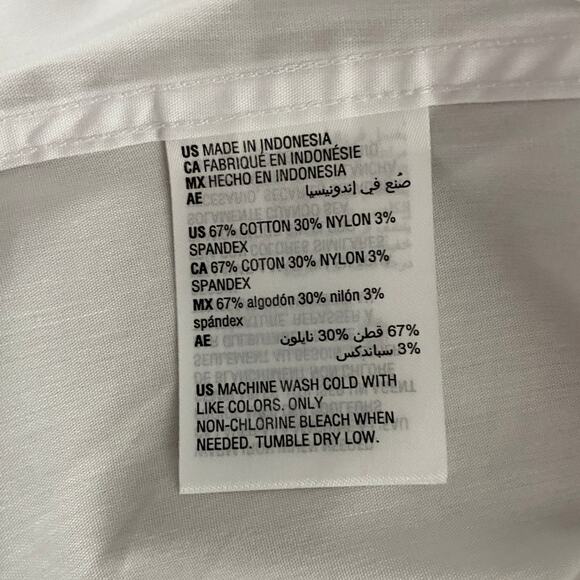 US MADE IN INDONESIA
CA FABRIQUÉ EN INDONÉSIE
MX HECHO EN INDONESIA
AE صُنع في إندونيسيا
US 67% COTTON 30% NYLON 3%
SPANDEX
CA 67% COTON 30% NYLON 3%
SPANDEX
MX 67% algodón 30% nilón 3%
spándex
AE 67% قطن 30% نايلون
3% سباندكس
US MACHINE WASH COLD WITH
LIKE COLORS. ONLY
NON-CHLORINE BLEACH WHEN
NEEDED. TUMBLE DRY LOW.